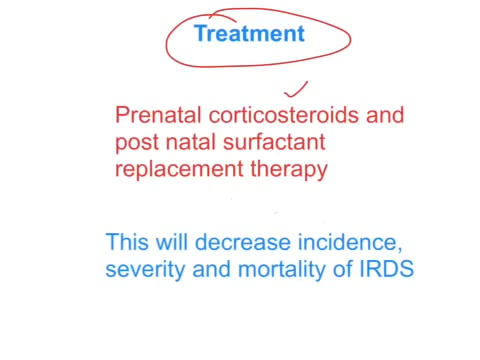 Treatment
Prenatal corticosteroids and
post natal surfactant
replacement therapy
This will decrease incidence,
severity and mortality of IRDS